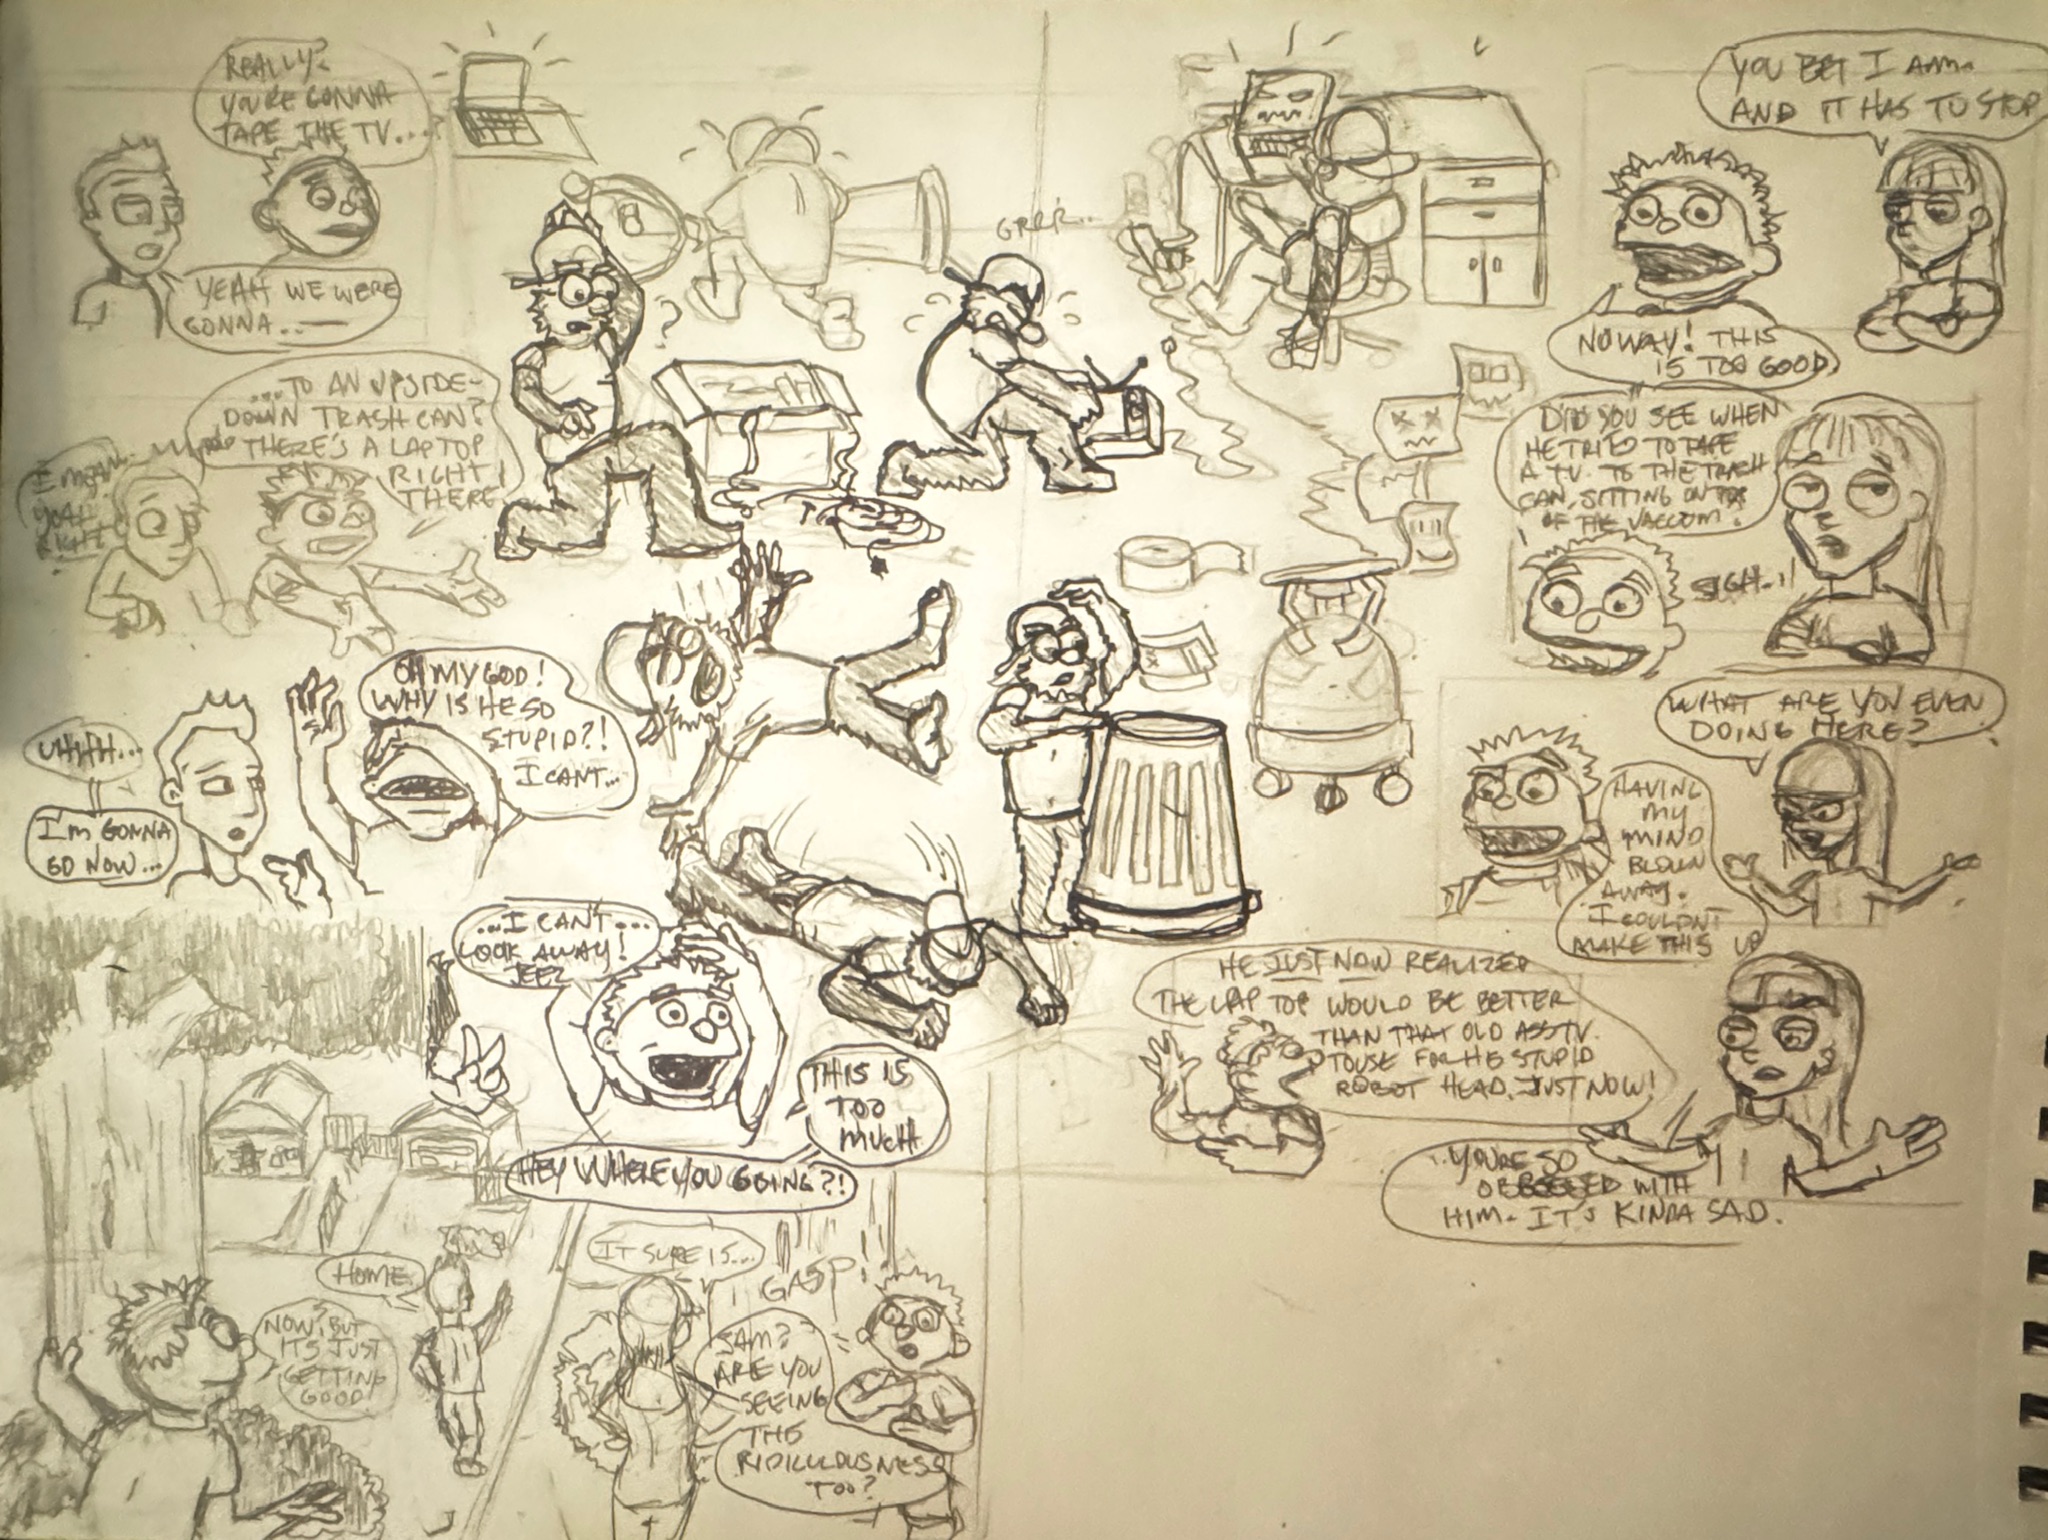 REALLY?
YOU'RE GONNA
TAPE THE TV...
YEAH WE WERE
GONNA..—
...TO AN UPSIDE-
DOWN TRASH CAN?
THERE'S A LAPTOP
RIGHT
THERE!
I MEAN..
YEAH
RIGHT
OH MY GOD!
WHY IS HE SO
STUPID?!
I CANT...
UHHH...
I'M GONNA
GO NOW...
...I CAN'T...
LOOK AWAY!
JEEZ
THIS IS
TOO
MUCH
HEY WHERE YOU GOING?!
HOME.
NOW? BUT
IT'S JUST
GETTING
GOOD!
IT SURE IS...
GASP!
SAM?
ARE YOU
SEEING
THE
RIDICULOUSNESS
TOO?
?
GRRR...
YOU BET I AM.
AND IT HAS TO STOP
NO WAY! THIS
IS TOO GOOD.
DID YOU SEE WHEN
HE TRIED TO TAPE
A T.V. TO THE TRASH
CAN, SITTING ON TOP
OF THE VACCUM?
SIGH...!
WHAT ARE YOU EVEN
DOING HERE?
HAVING
MY
MIND
BLOWN
AWAY.
I COULDN'T
MAKE THIS UP
HE JUST NOW REALIZED
THE LAP TOP WOULD BE BETTER
THAN THAT OLD ASS TV.
TO USE FOR HE STUPID
ROBOT HEAD. JUST NOW!
..YOU'RE SO
OBSESSED WITH
HIM. IT'S KINDA SAD.